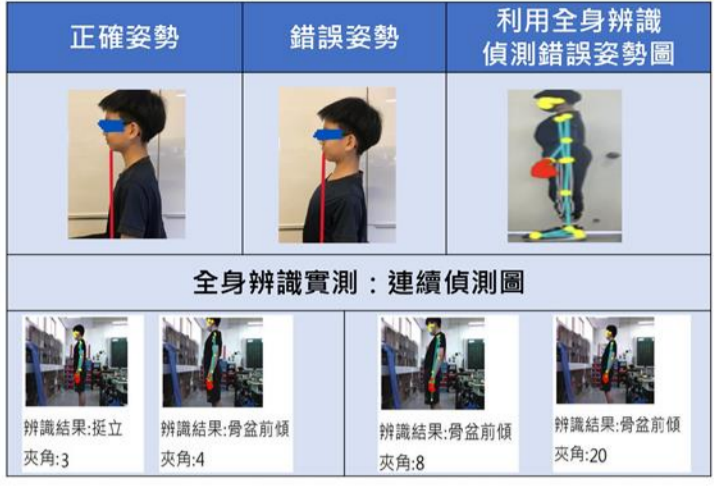 正確姿勢
錯誤姿勢
利用全身辨識
偵測錯誤姿勢圖
全身辨識實測：連續偵測圖
辨識結果:挺立
夾角:3
辨識結果:骨盆前傾
夾角:4
辨識結果:骨盆前傾
夾角:8
辨識結果:骨盆前傾
夾角:20